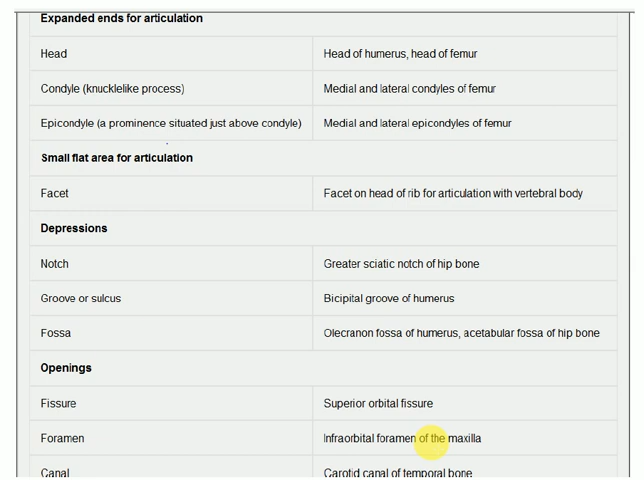 Expanded ends for articulation
Head Head of humerus, head of femur
Condyle (knucklelike process) Medial and lateral condyles of femur
Epicondyle (a prominence situated just above condyle) Medial and lateral epicondyles of femur
Small flat area for articulation
Facet Facet on head of rib for articulation with vertebral body
Depressions
Notch Greater sciatic notch of hip bone
Groove or sulcus Bicipital groove of humerus
Fossa Olecranon fossa of humerus, acetabular fossa of hip bone
Openings
Fissure Superior orbital fissure
Foramen Infraorbital foramen of the maxilla
Canal Carotid canal of temporal bone